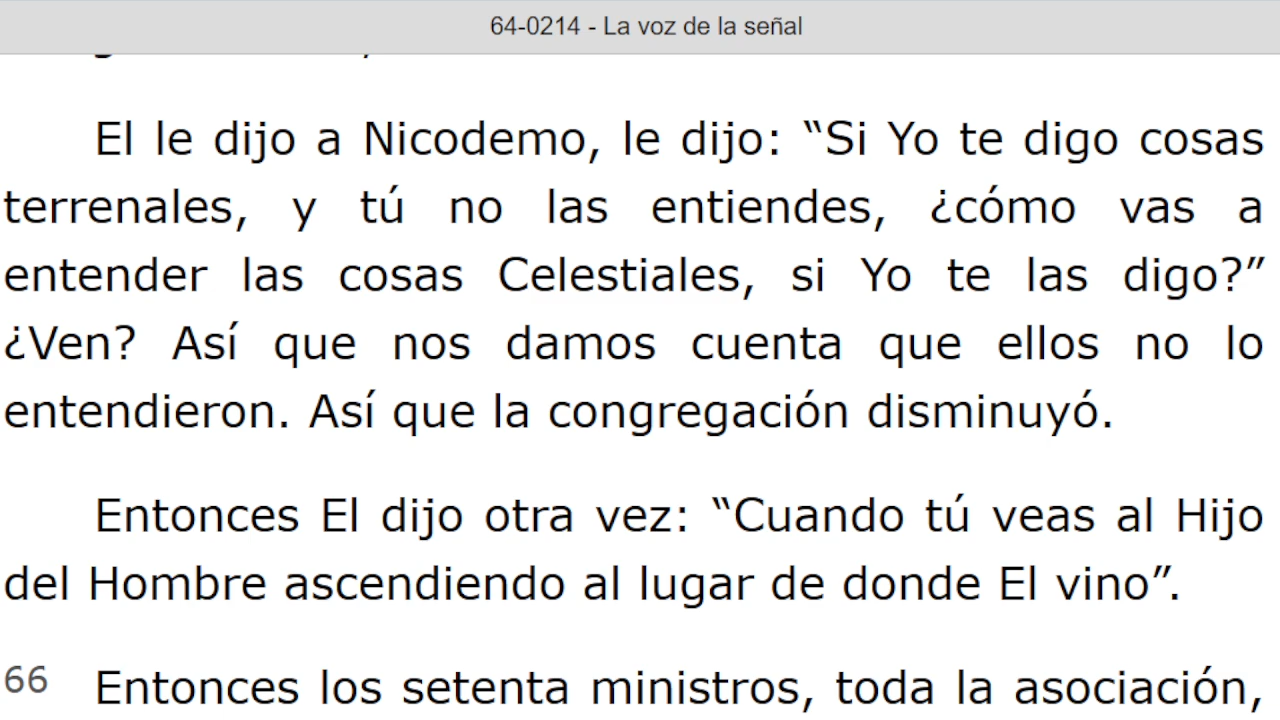 64-0214 - La voz de la señal
El le dijo a Nicodemo, le dijo: “Si Yo te digo cosas
terrenales, y tú no las entiendes, ¿cómo vas a
entender las cosas Celestiales, si Yo te las digo?”
¿Ven? Así que nos damos cuenta que ellos no lo
entendieron. Así que la congregación disminuyó.
Entonces El dijo otra vez: “Cuando tú veas al Hijo
del Hombre ascendiendo al lugar de donde El vino”.
66 Entonces los setenta ministros, toda la asociación,